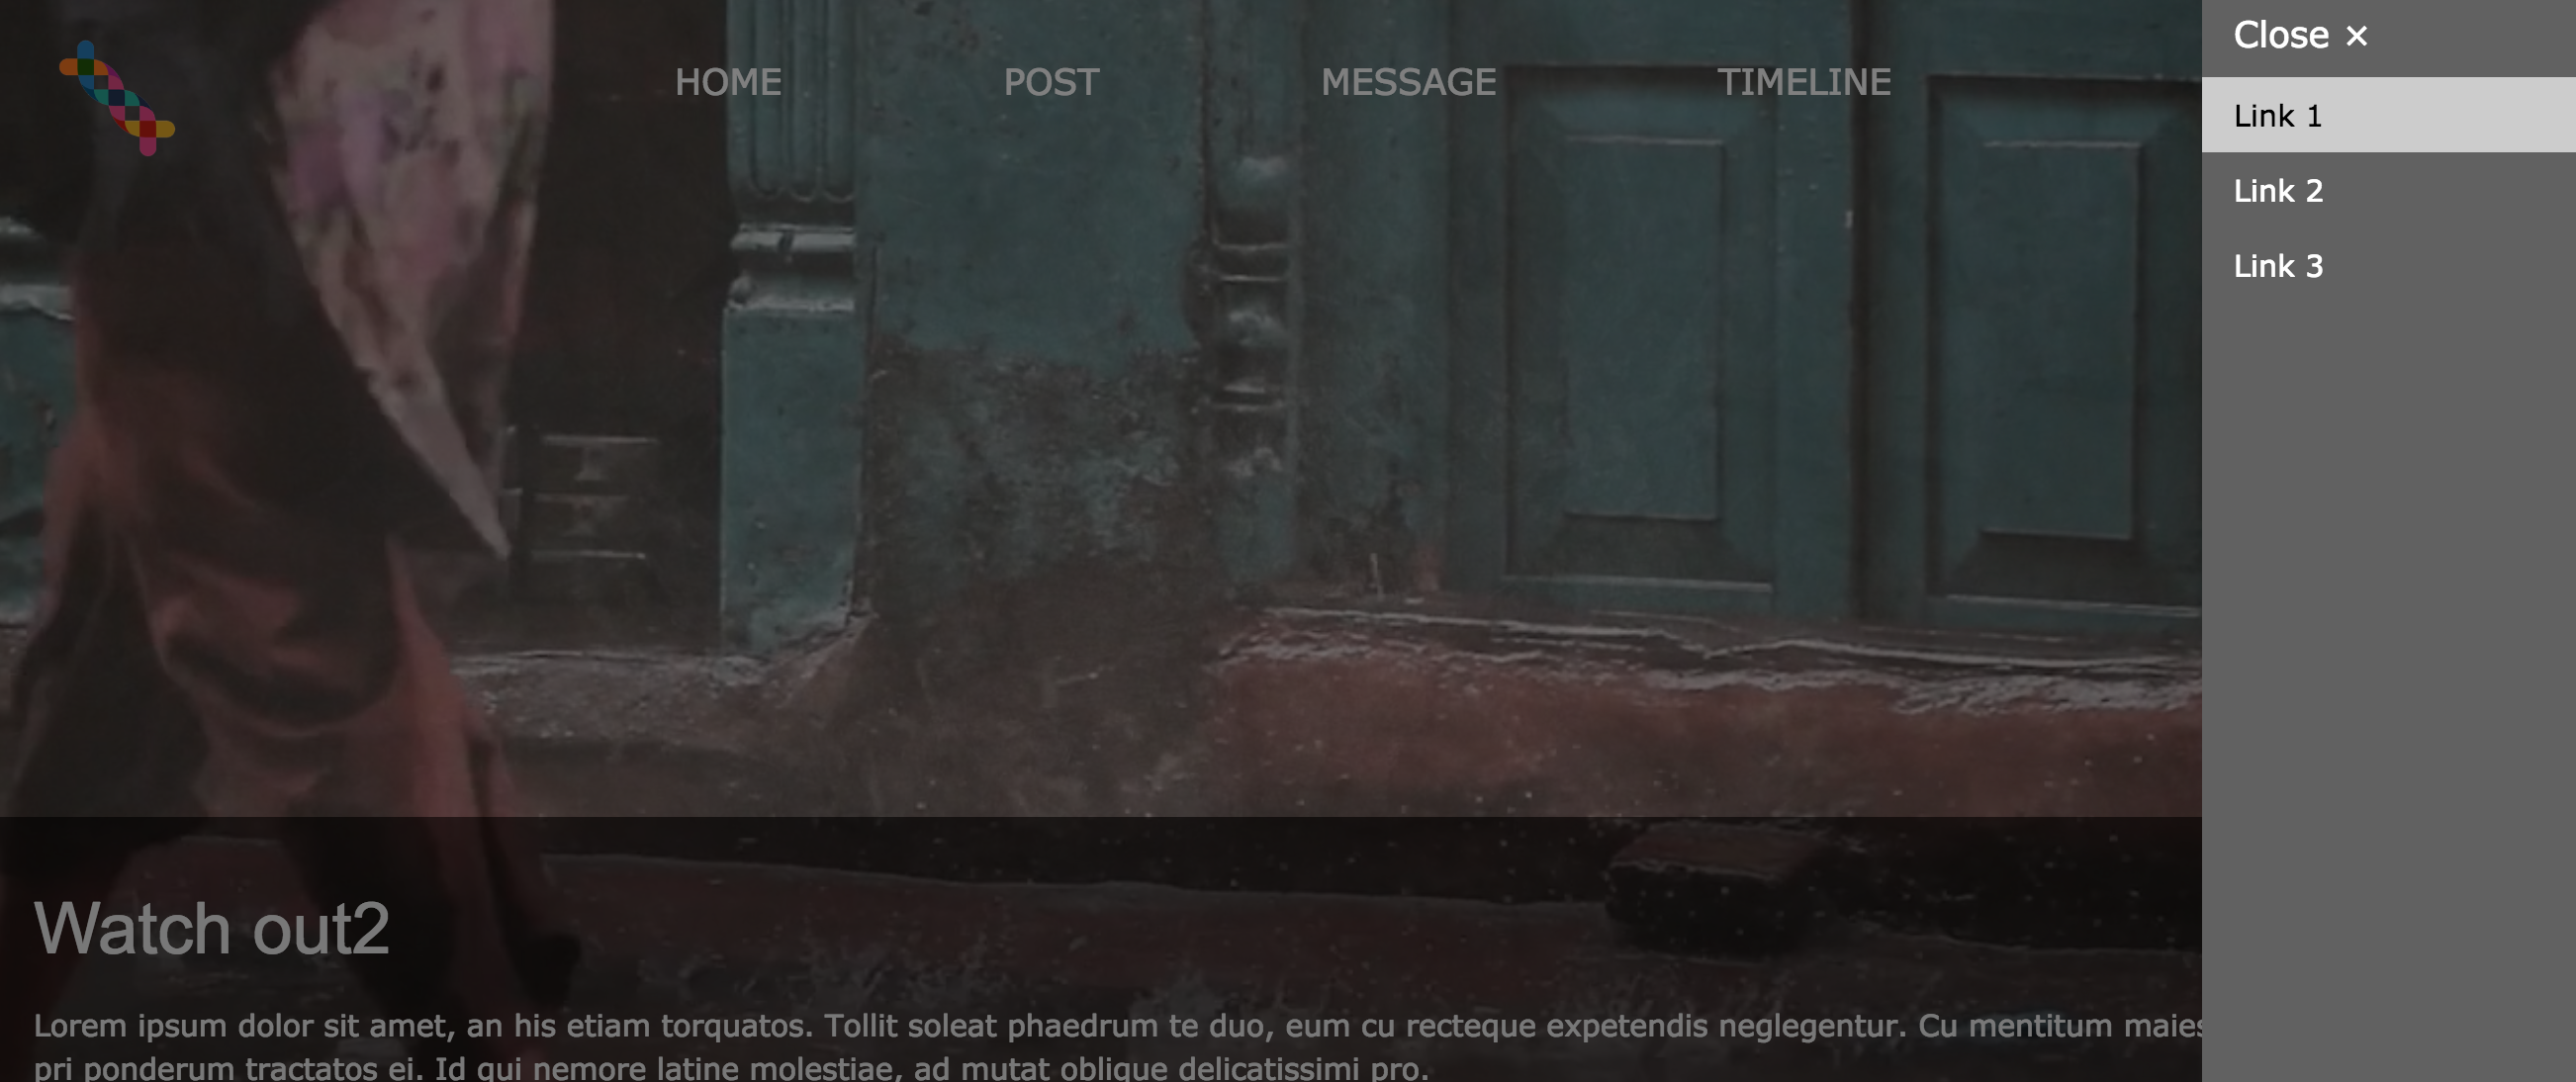 HOME POST MESSAGE TIMELINE
Close ×
Link 1
Link 2
Link 3
Watch out2
Lorem ipsum dolor sit amet, an his etiam torquatos. Tollit soleat phaedrum te duo, eum cu recteque expetendis neglegentur. Cu mentitum maies
pri ponderum tractatos ei. Id qui nemore latine molestiae, ad mutat oblique delicatissimi pro.